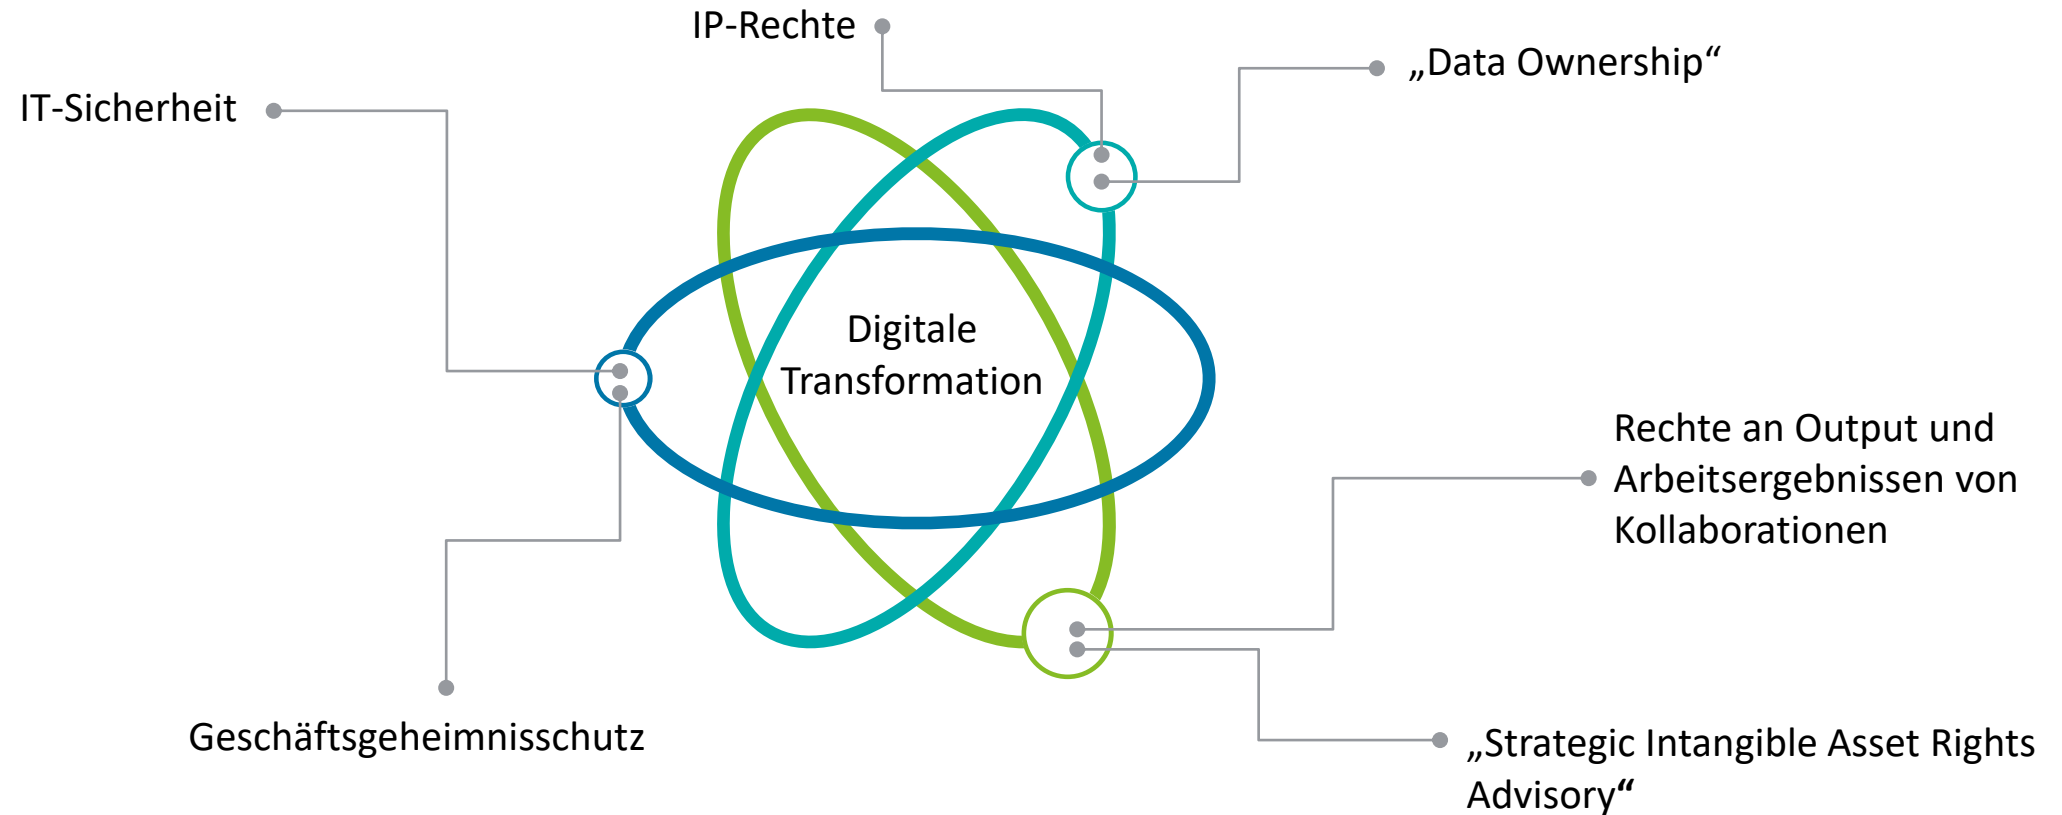 IP-Rechte
„Data Ownership“
IT-Sicherheit
Digitale
Transformation
Rechte an Output und
Arbeitsergebnissen von
Kollaborationen
Geschäftsgeheimnisschutz
„Strategic Intangible Asset Rights
Advisory“